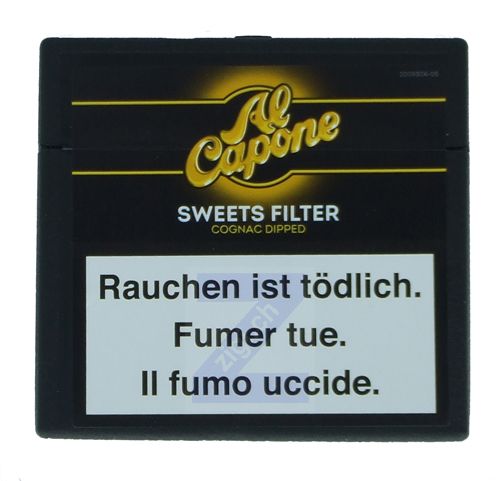 Al
Capone
SWEETS FILTER
COGNAC DIPPED
Rauchen ist tödlich.
Fumer tue.
Il fumo uccide.